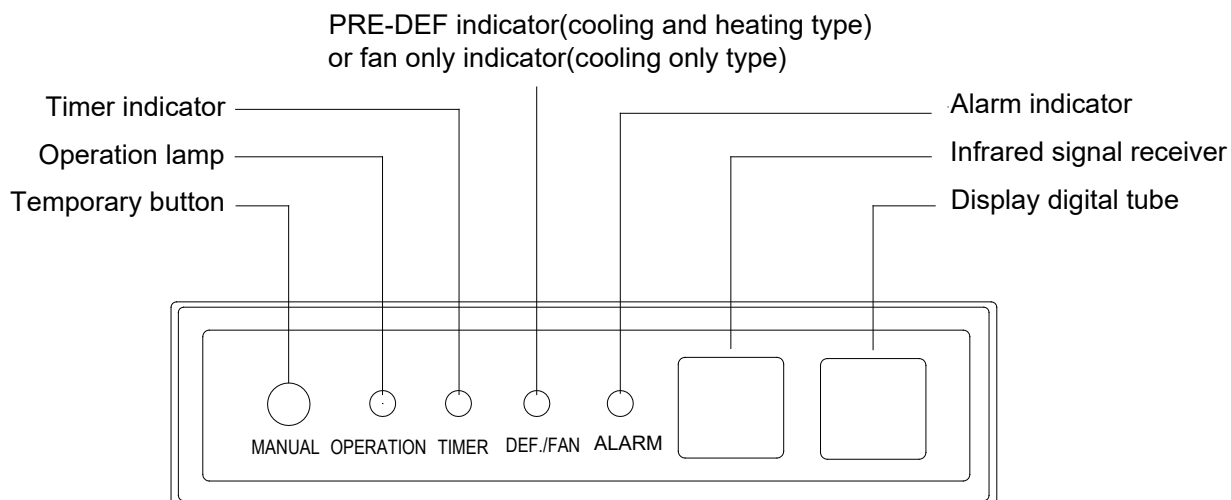 PRE-DEF indicator(cooling and heating type)
or fan only indicator(cooling only type)
Timer indicator
Alarm indicator
Operation lamp
Infrared signal receiver
Temporary button
Display digital tube
MANUAL OPERATION TIMER DEF./FAN ALARM